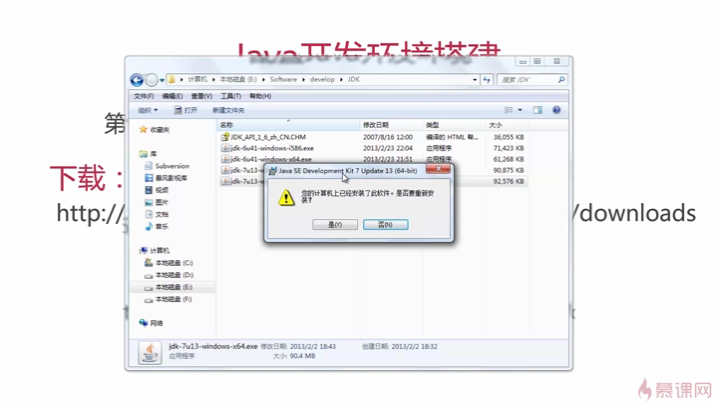 Java开发环境搭建
第
下载：
http://
/downloads
计算机 ▸ 本地磁盘 (E:) ▸ Software ▸ develop ▸ JDK
搜索 JDK
文件(F) 编辑(E) 查看(V) 工具(T) 帮助(H)
组织 打开 新建文件夹
名称 修改日期 类型 大小
收藏夹
库
Subversion
暴风影视库
视频
图片
文档
音乐
计算机
本地磁盘 (C:)
本地磁盘 (D:)
本地磁盘 (E:)
本地磁盘 (F:)
网络
JDK_API_1_6_zh_CN.CHM 2007/8/16 12:00 编译的 HTML 帮... 36,055 KB
jdk-6u41-windows-i586.exe 2013/2/23 22:04 应用程序 71,423 KB
jdk-6u41-windows-x64.exe 2013/2/23 21:51 应用程序 61,268 KB
jdk-7u13-w 90,875 KB
jdk-7u13-w 92,576 KB
Java SE Development Kit 7 Update 13 (64-bit)
您的计算机上已经安装了此软件。是否要重新安
装?
是(Y) 否(N)
jdk-7u13-windows-x64.exe 修改日期: 2013/2/2 18:43 创建日期: 2013/2/2 18:32
应用程序 大小: 90.4 MB
慕课网